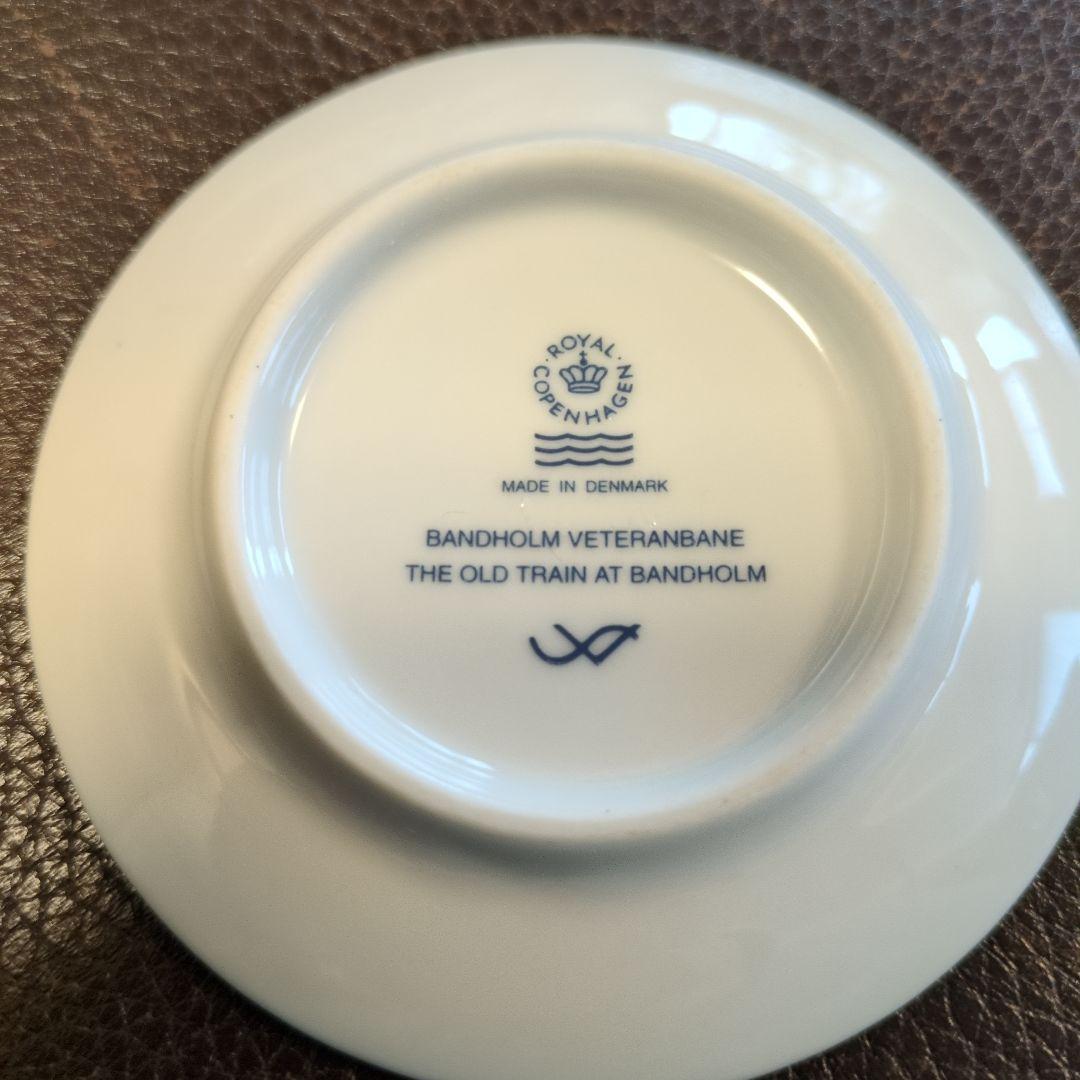 ROYAL
COPENHAGEN
MADE IN DENMARK
BANDHOLM VETERANBANE
THE OLD TRAIN AT BANDHOLM